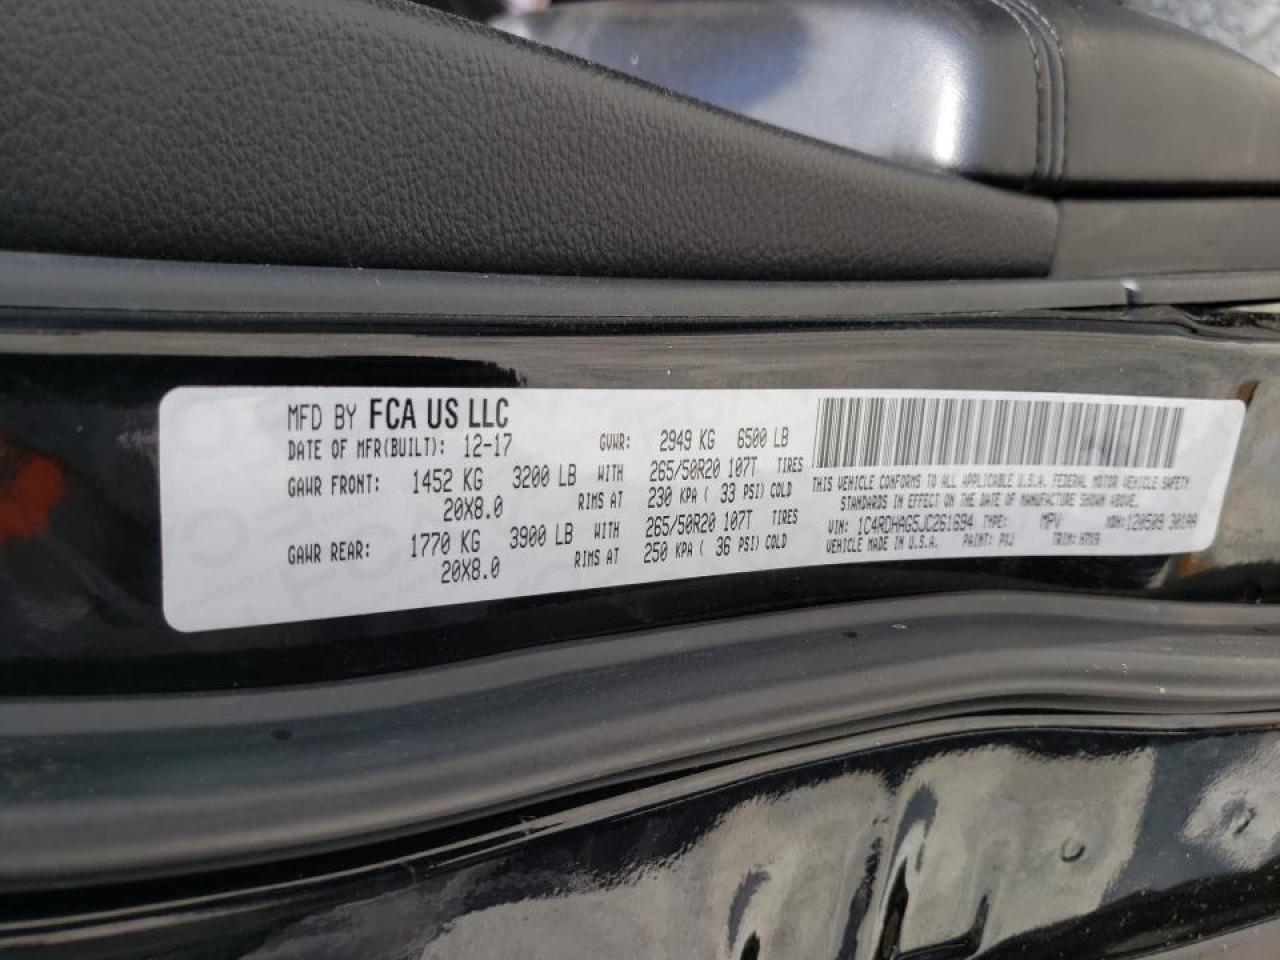 MFD BY FCA US LLC
DATE OF MFR(BUILT): 12-17 GVWR: 2949 KG 6500 LB
GAWR FRONT: 1452 KG 3200 LB WITH 265/50R20 107T TIRES
20X8.0 RIMS AT 230 KPA ( 33 PSI) COLD
GAWR REAR: 1770 KG 3900 LB WITH 265/50R20 107T TIRES
20X8.0 RIMS AT 250 KPA ( 36 PSI) COLD
THIS VEHICLE CONFORMS TO ALL APPLICABLE U.S.A. FEDERAL MOTOR VEHICLE SAFETY
STANDARDS IN EFFECT ON THE DATE OF MANUFACTURE SHOWN ABOVE.
VIN: 1C4RDHAG5JC261694 TYPE: MPV MDH: 120509 301AA
VEHICLE MADE IN U.S.A. PAINT: PXJ TRIM: H7X9